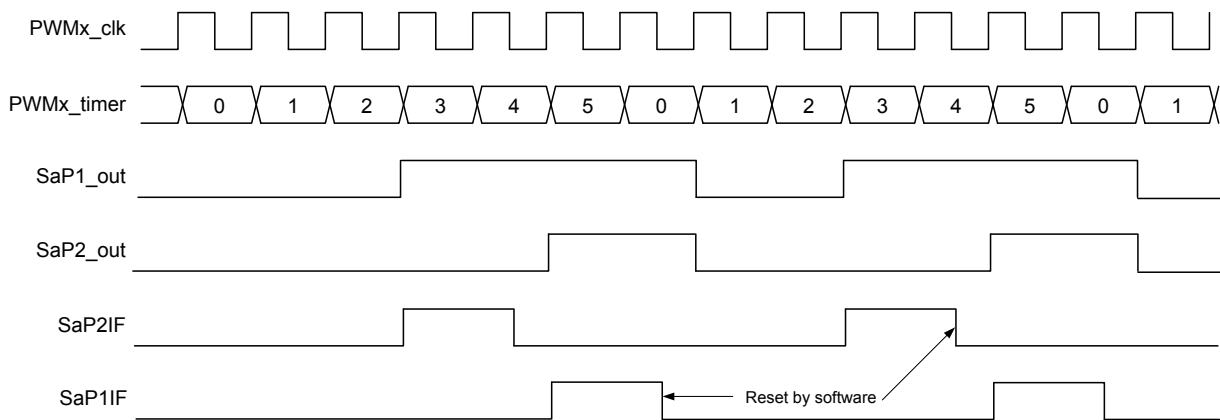 PWMx_clk
PWMx_timer 0 1 2 3 4 5 0 1 2 3 4 5 0 1
SaP1_out
SaP2_out
SaP2IF
SaP1IF
Reset by software